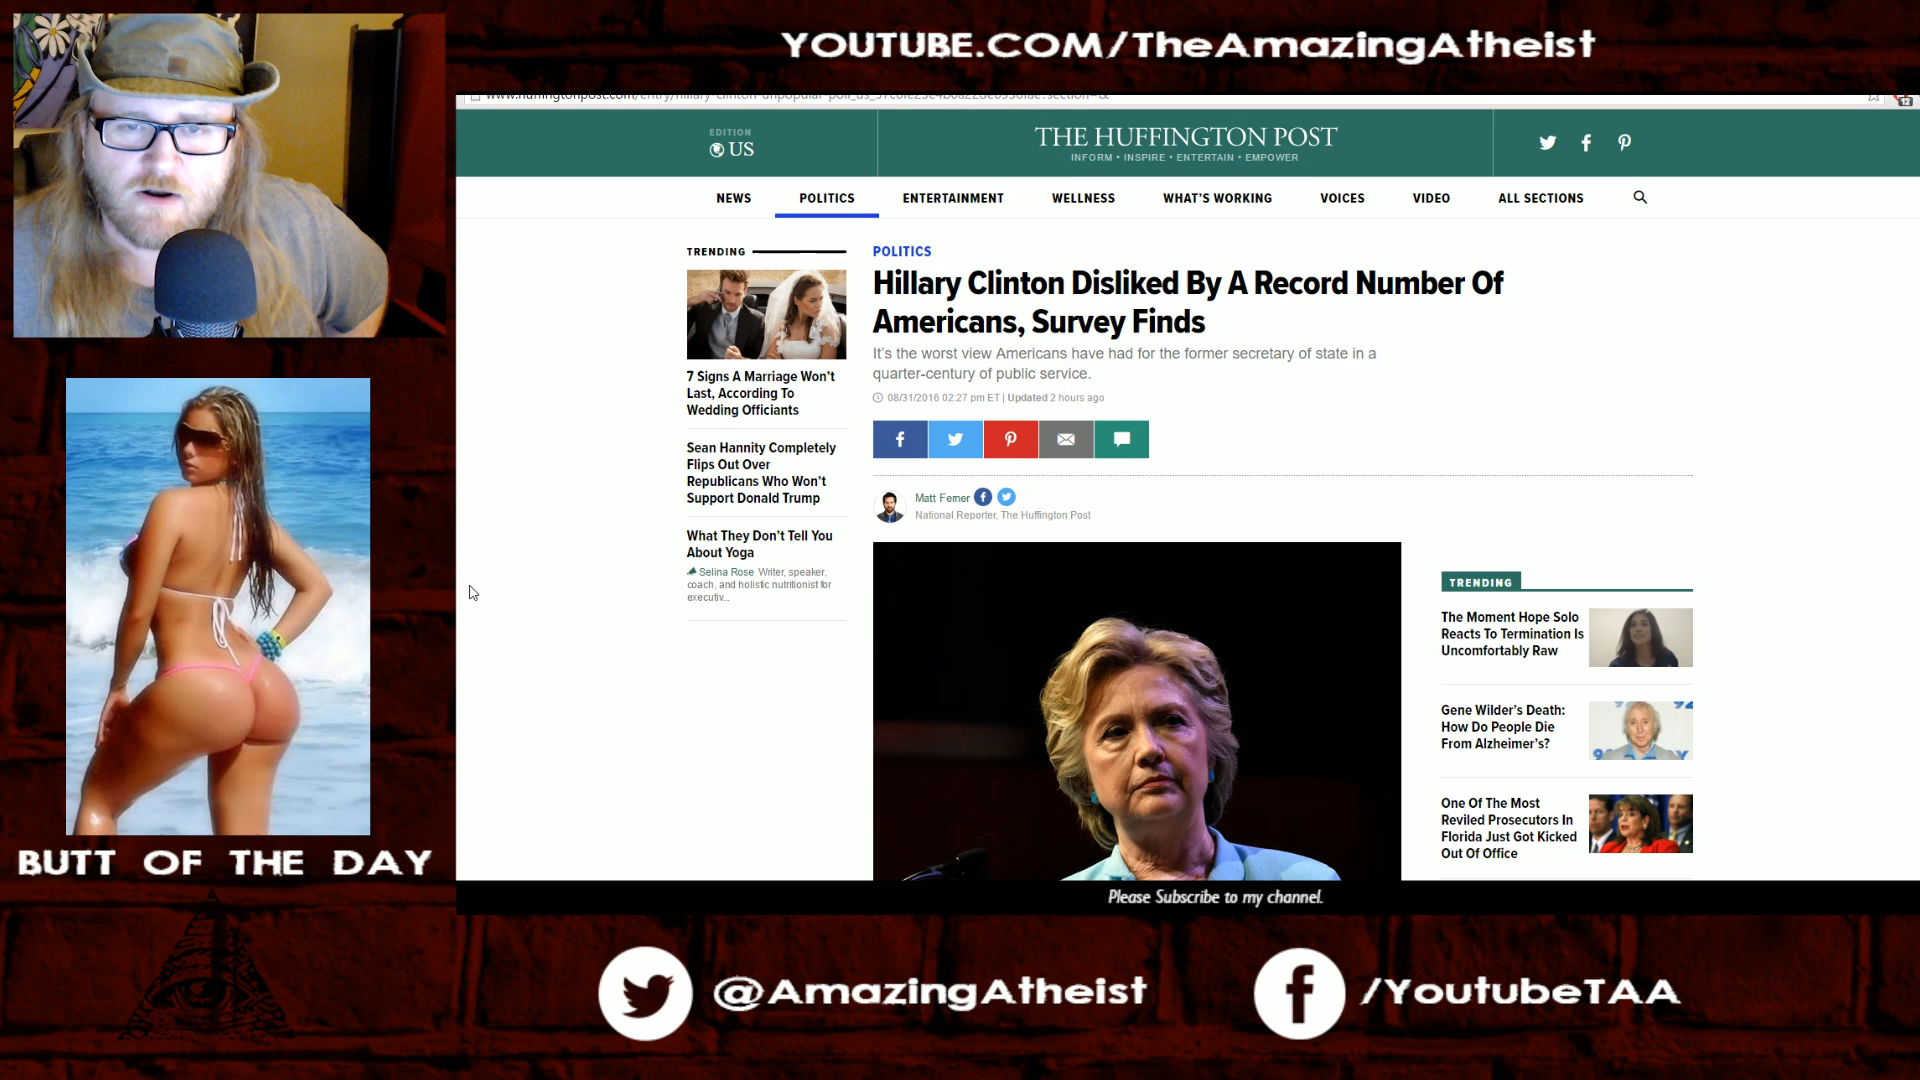 YOUTUBE.COM/TheAmazingAtheist
EDITION
US
THE HUFFINGTON POST
INFORM • INSPIRE • ENTERTAIN • EMPOWER
NEWS
POLITICS
ENTERTAINMENT
WELLNESS
WHAT'S WORKING
VOICES
VIDEO
ALL SECTIONS
12
TRENDING
7 Signs A Marriage Won't
Last, According To
Wedding Officiants
Sean Hannity Completely
Flips Out Over
Republicans Who Won't
Support Donald Trump
What They Don't Tell You
About Yoga
Selina Rose Writer, speaker,
coach, and holistic nutritionist for
executiv...
POLITICS
Hillary Clinton Disliked By A Record Number Of
Americans, Survey Finds
It's the worst view Americans have had for the former secretary of state in a
quarter-century of public service.
08/31/2016 02:27 pm ET | Updated 2 hours ago
Matt Ferner
National Reporter, The Huffington Post
TRENDING
The Moment Hope Solo
Reacts To Termination Is
Uncomfortably Raw
Gene Wilder's Death:
How Do People Die
From Alzheimer's?
One Of The Most
Reviled Prosecutors In
Florida Just Got Kicked
Out Of Office
BUTT OF THE DAY
Please Subscribe to my channel.
@AmazingAtheist
/YoutubeTAA